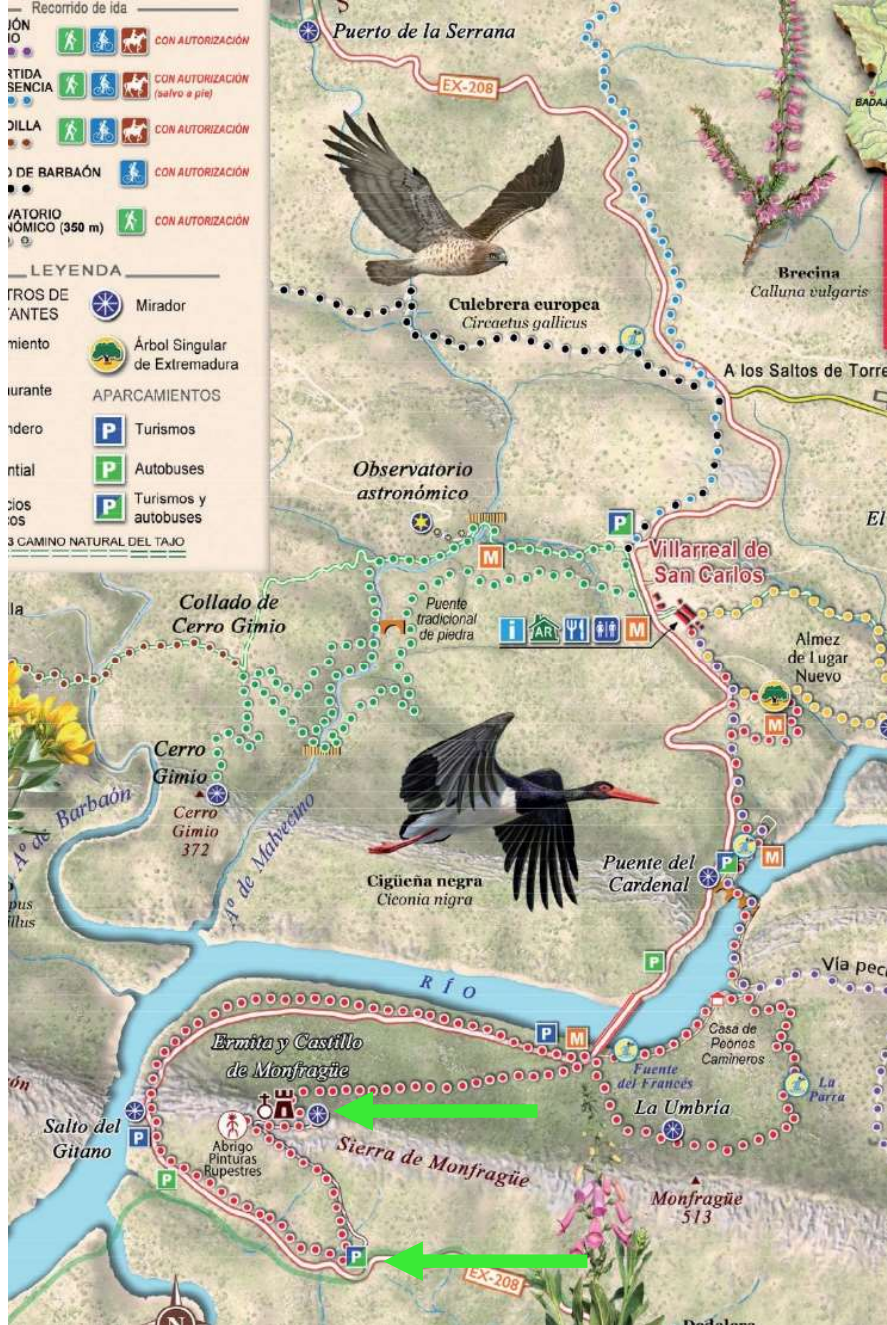 Recorrido de ida
CON AUTORIZACIÓN
CON AUTORIZACIÓN
(salvo a pie)
CON AUTORIZACIÓN
DE BARBAÓN
CON AUTORIZACIÓN
(350 m)
CON AUTORIZACIÓN
LEYENDA
Mirador
Árbol Singular
de Extremadura
APARCAMIENTOS
P Turismos
P Autobuses
P Turismos y
autobuses
3 CAMINO NATURAL DEL TAJO
Puerto de la Serrana
EX-208
Brecina
Calluna vulgaris
Culebrera europea
Circaetus gallicus
A los Saltos de Torre
Observatorio
astronómico
P
M
Villarreal de
San Carlos
El
Collado de
Cerro Gimio
Puente
tradicional
de piedra
i AR M
Almez
de Lugar
Nuevo
M
Cerro
Gimio
Cerro
Gimio
372
Aº de Barbaón
Aº de Malvecino
Cigüeña negra
Ciconia nigra
Puente del
Cardenal
P
M
P
Vía pec
RÍO
P M
Casa de
Peones
Camineros
Ermita y Castillo
de Monfragüe
Fuente
del Francés
La
Parra
La Umbría
Salto del
Gitano
P
Abrigo
Pinturas
Rupestres
Sierra de Monfragüe
P
Monfragüe
513
P
EX-208
N